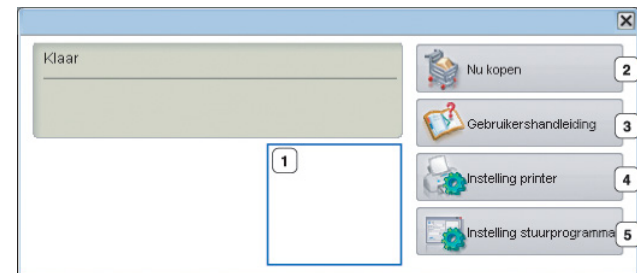 Klaar
Nu kopen
2
Gebruikershandleiding
3
1
Instelling printer
4
Instelling stuurprogramma
5